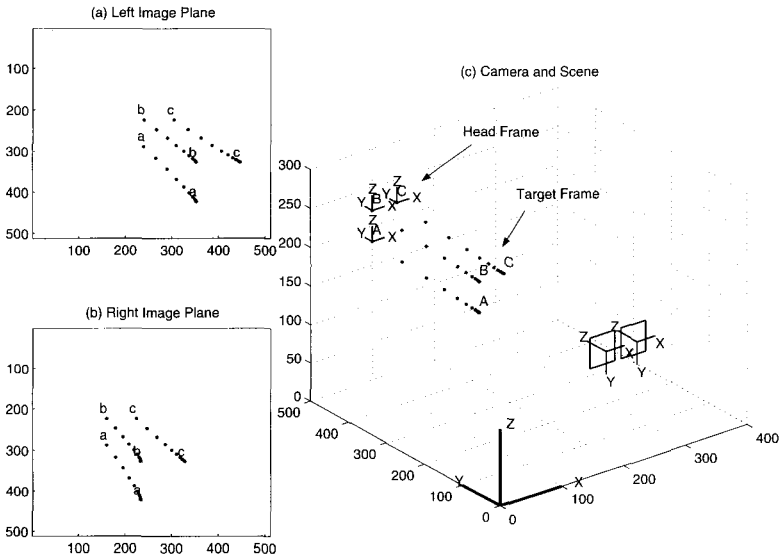 (a) Left Image Plane
100
200
300
400
500
0 100 200 300 400 500
b c
a
b c
a
(b) Right Image Plane
100
200
300
400
500
100 200 300 400 500
b c
a
b c
a
(c) Camera and Scene
Head Frame
Target Frame
300
250
200
150
100
50
0
500
400
300
200
100
0
0
100
200
300
400
Z Z
Y B Y C X
Z X
Y A X
B C
A
Z Z
X X
Y Y
Z
Y X